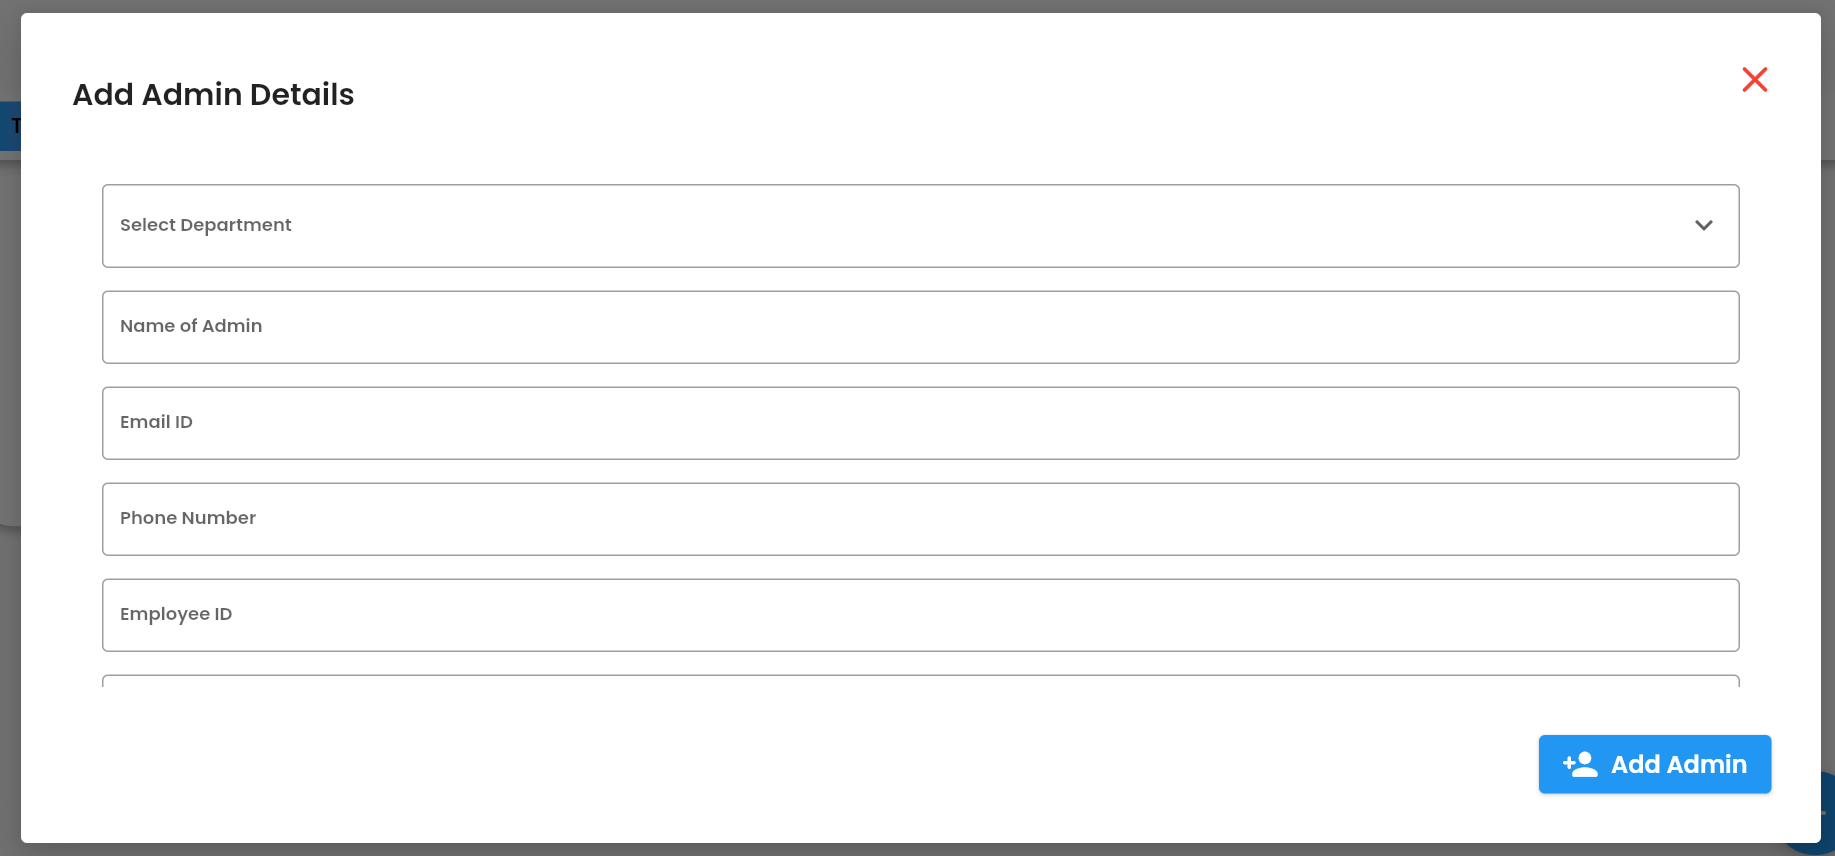 Add Admin Details
Select Department
Name of Admin
Email ID
Phone Number
Employee ID
Add Admin